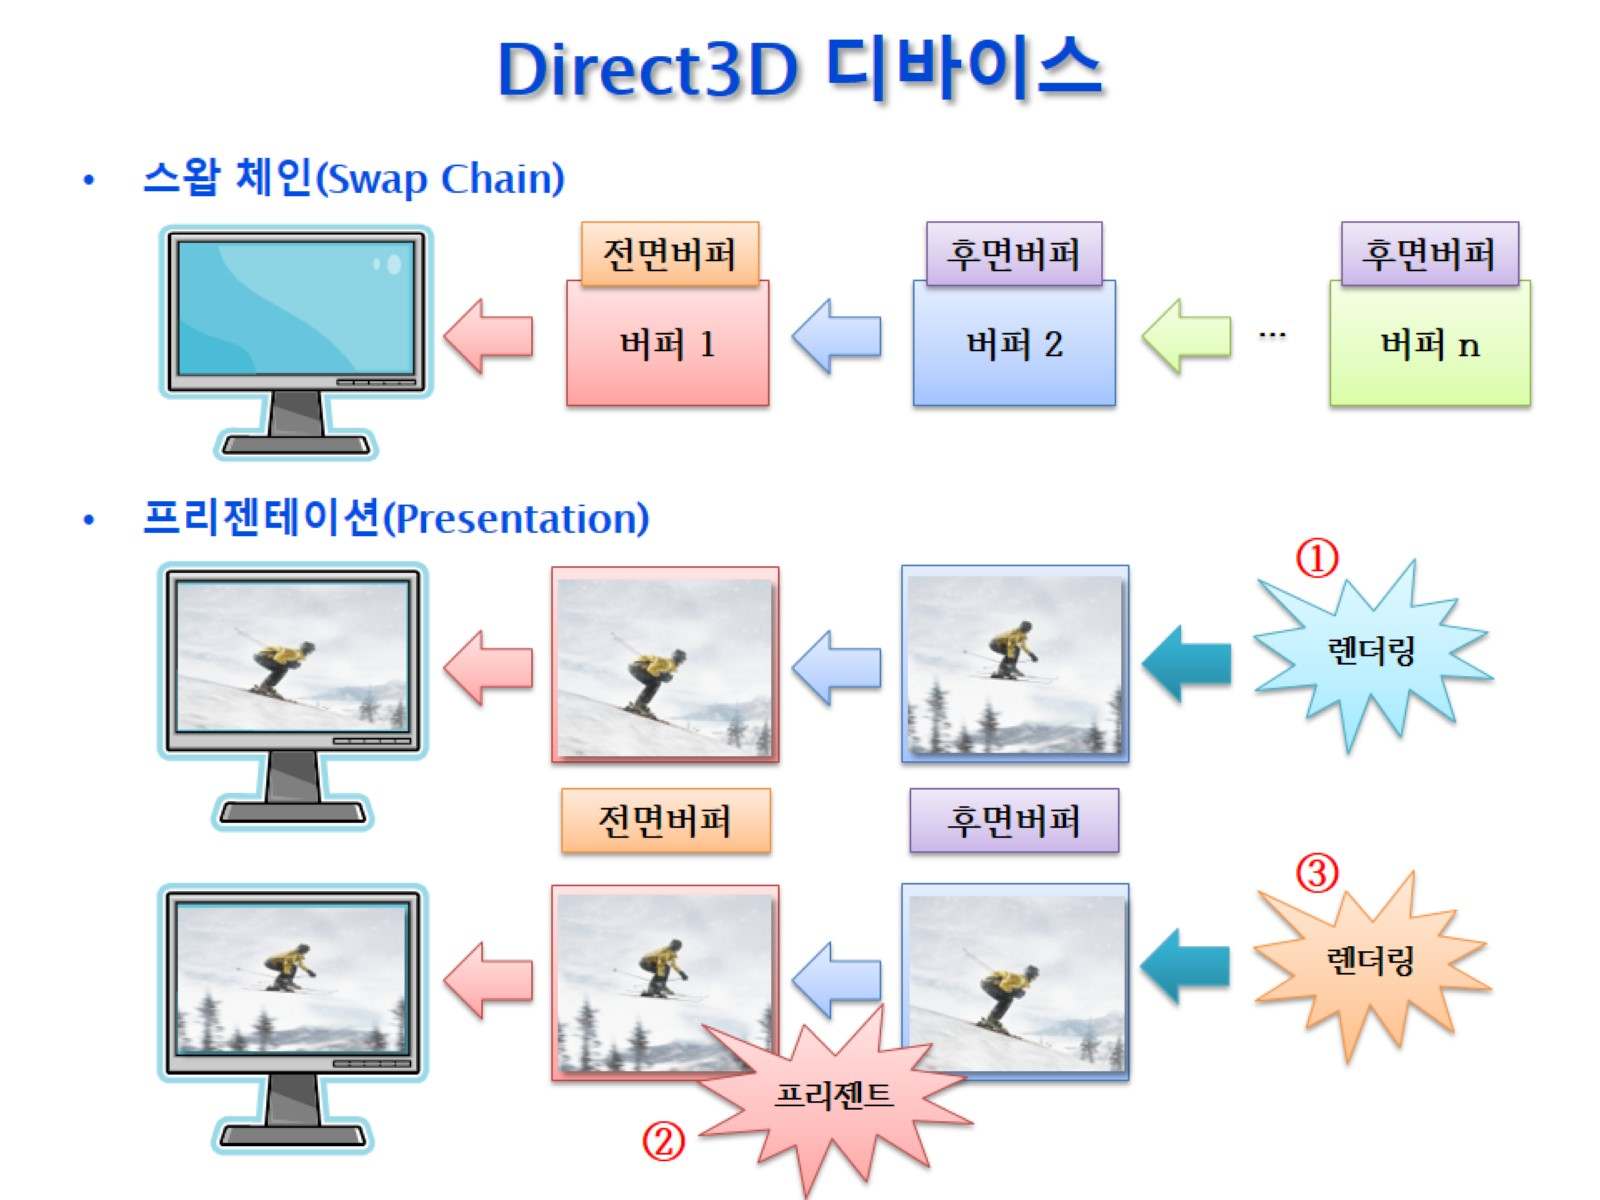 Direct3D 디바이스
• 스왑 체인(Swap Chain)
전면버퍼
후면버퍼
후면버퍼
버퍼 1
버퍼 2
...
버퍼 n
• 프리젠테이션(Presentation)
①
렌더링
전면버퍼
후면버퍼
③
렌더링
프리젠트
②